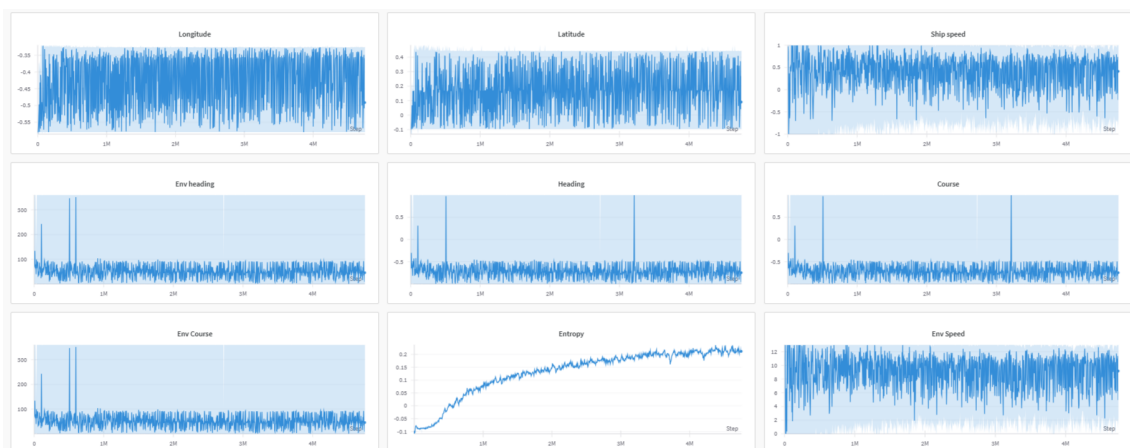 Longitude
-0.35
-0.4
-0.45
-0.5
-0.55
Step
0 1M 2M 3M 4M
Latitude
0.4
0.3
0.2
0.1
0
-0.1
Step
0 1M 2M 3M 4M
Ship speed
1
0.5
0
-0.5
-1
Step
0 1M 2M 3M 4M
Env heading
300
200
100
Step
0 1M 2M 3M 4M
Heading
0.5
0
-0.5
Step
0 1M 2M 3M 4M
Course
0.5
0
-0.5
Step
0 1M 2M 3M 4M
Env Course
300
200
100
Step
0 1M 2M 3M 4M
Entropy
0.2
0.15
0.1
0.05
0
-0.05
-0.1
Step
1M 2M 3M 4M
Env Speed
12
10
8
6
4
2
0
Step
0 1M 2M 3M 4M